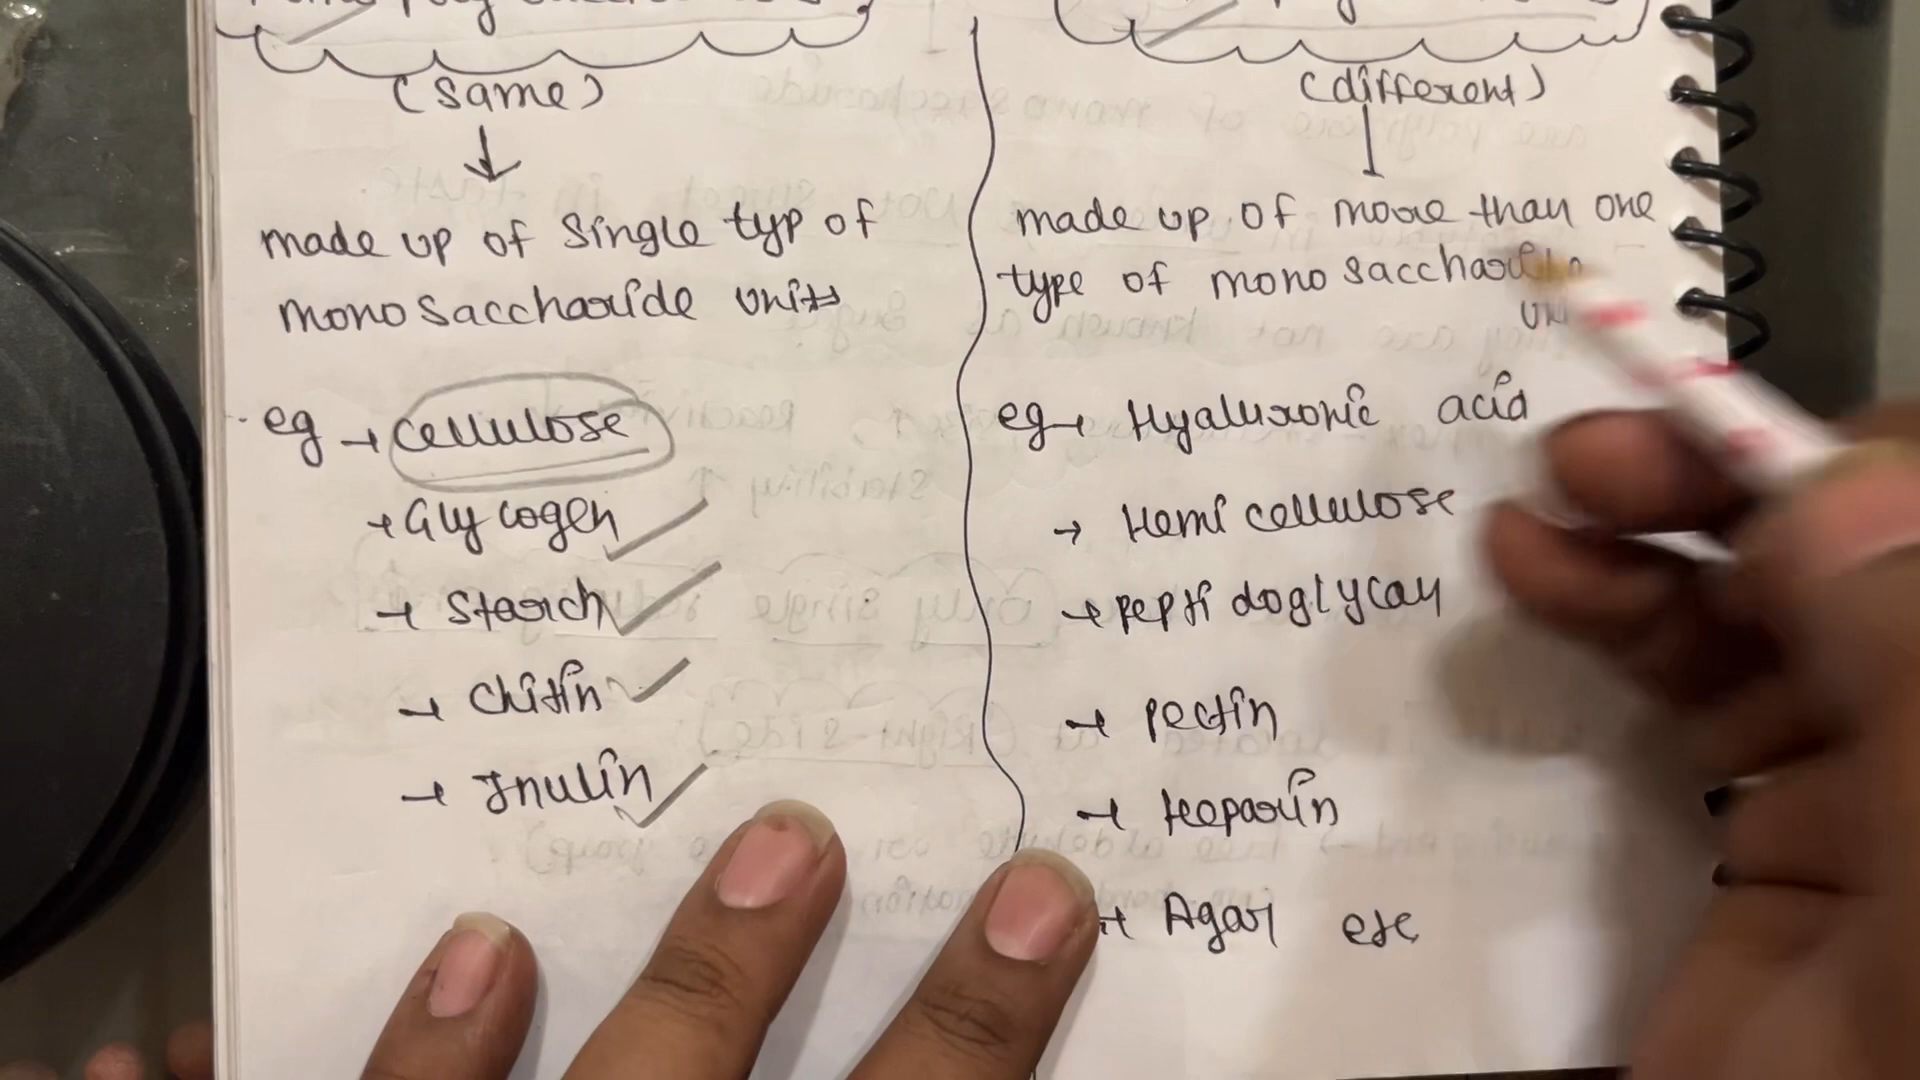 (same)
made up of single typ of
monosaccharide units
eg → cellulose
→ Glycogen
→ Starch
→ Chitin
→ Inulin
(different)
made up of more than one
type of monosaccharide
eg → Hyaluronic acid
→ Hemi cellulose
→ peptidoglycan
→ pectin
→ Heparin
→ Agar etc